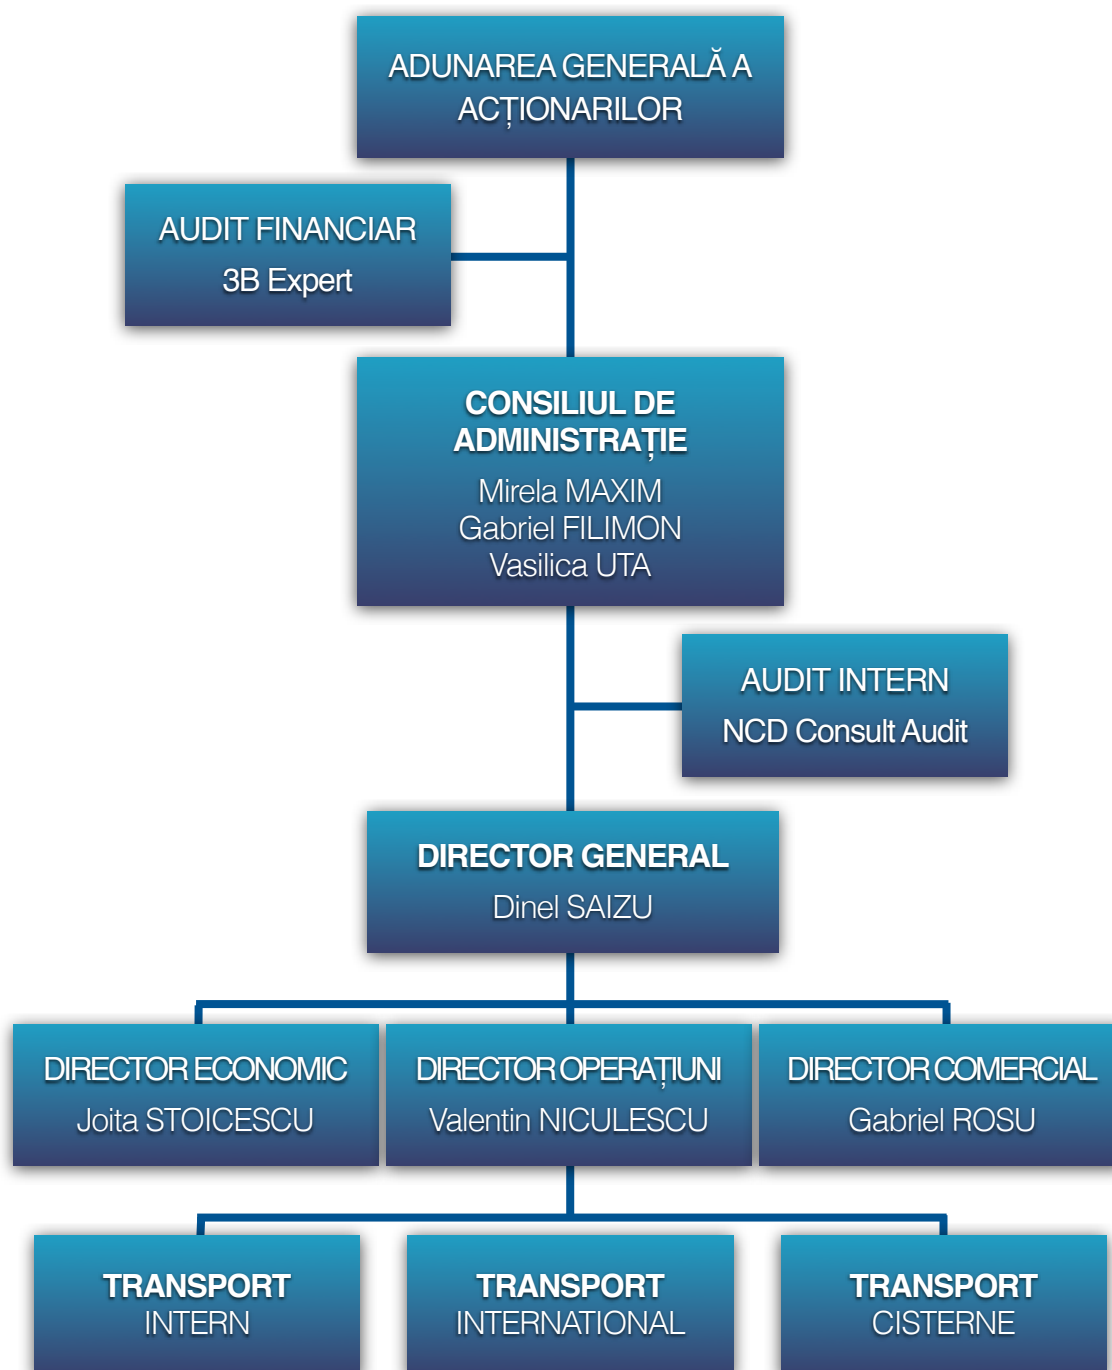 ADUNAREA GENERALĂ A
ACȚIONARILOR
AUDIT FINANCIAR
3B Expert
CONSILIUL DE
ADMINISTRAȚIE
Mirela MAXIM
Gabriel FILIMON
Vasilica UTA
AUDIT INTERN
NCD Consult Audit
DIRECTOR GENERAL
Dinel SAIZU
DIRECTOR ECONOMIC
Joita STOICESCU
DIRECTOR OPERAȚIUNI
Valentin NICULESCU
DIRECTOR COMERCIAL
Gabriel ROSU
TRANSPORT
INTERN
TRANSPORT
INTERNATIONAL
TRANSPORT
CISTERNE